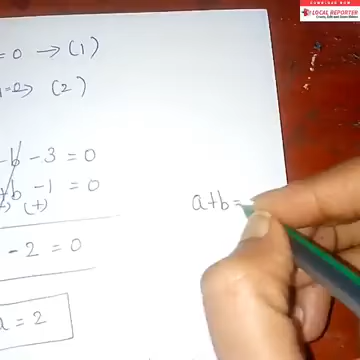 = 0 → (1)
=0→ (2)
-b - 3 = 0
b - 1 = 0
(+)
- 2 = 0
a = 2
a+b =
LOCAL REPORTER